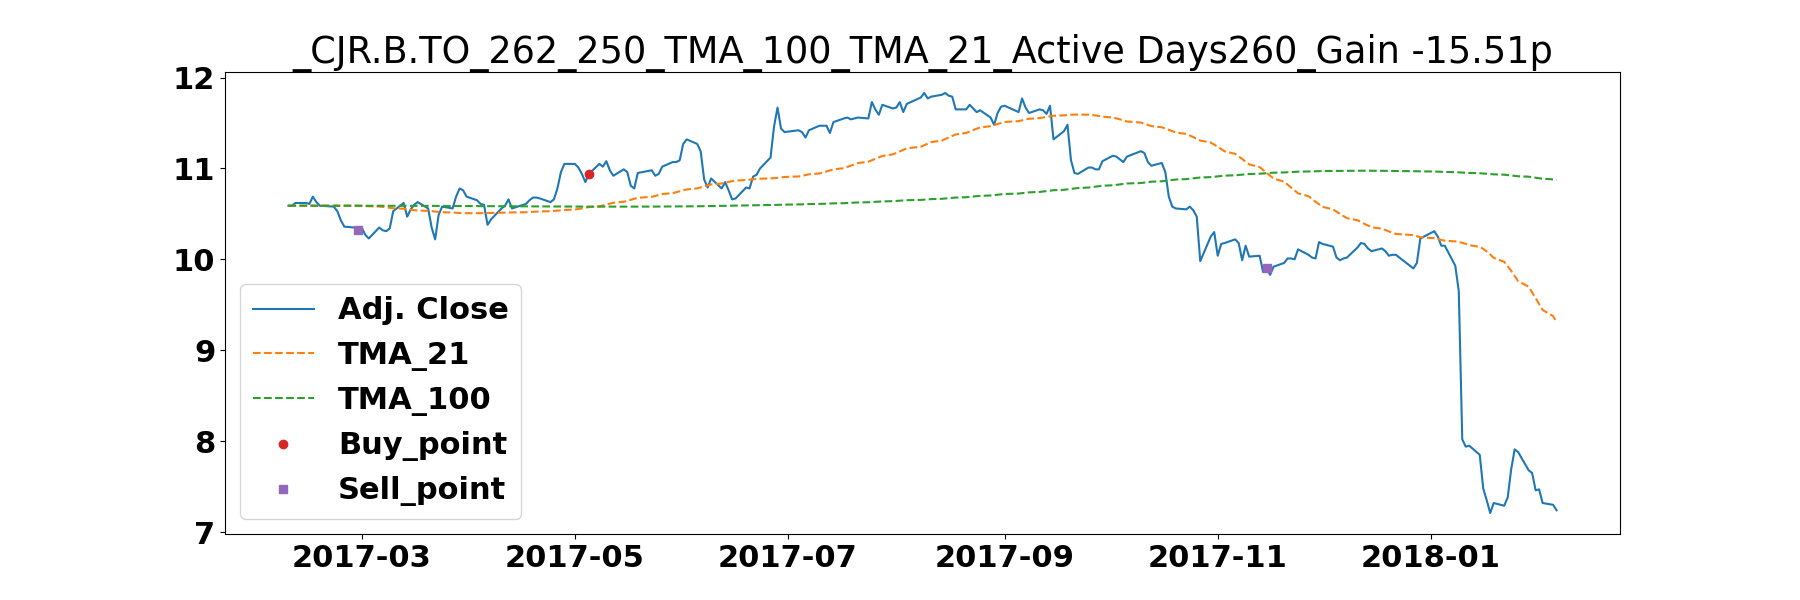 _CJR.B.TO_262_250_TMA_100_TMA_21_Active Days260_Gain -15.51p
12
11
10
9
8
7
Adj. Close
TMA_21
TMA_100
Buy_point
Sell_point
2017-03 2017-05 2017-07 2017-09 2017-11 2018-01